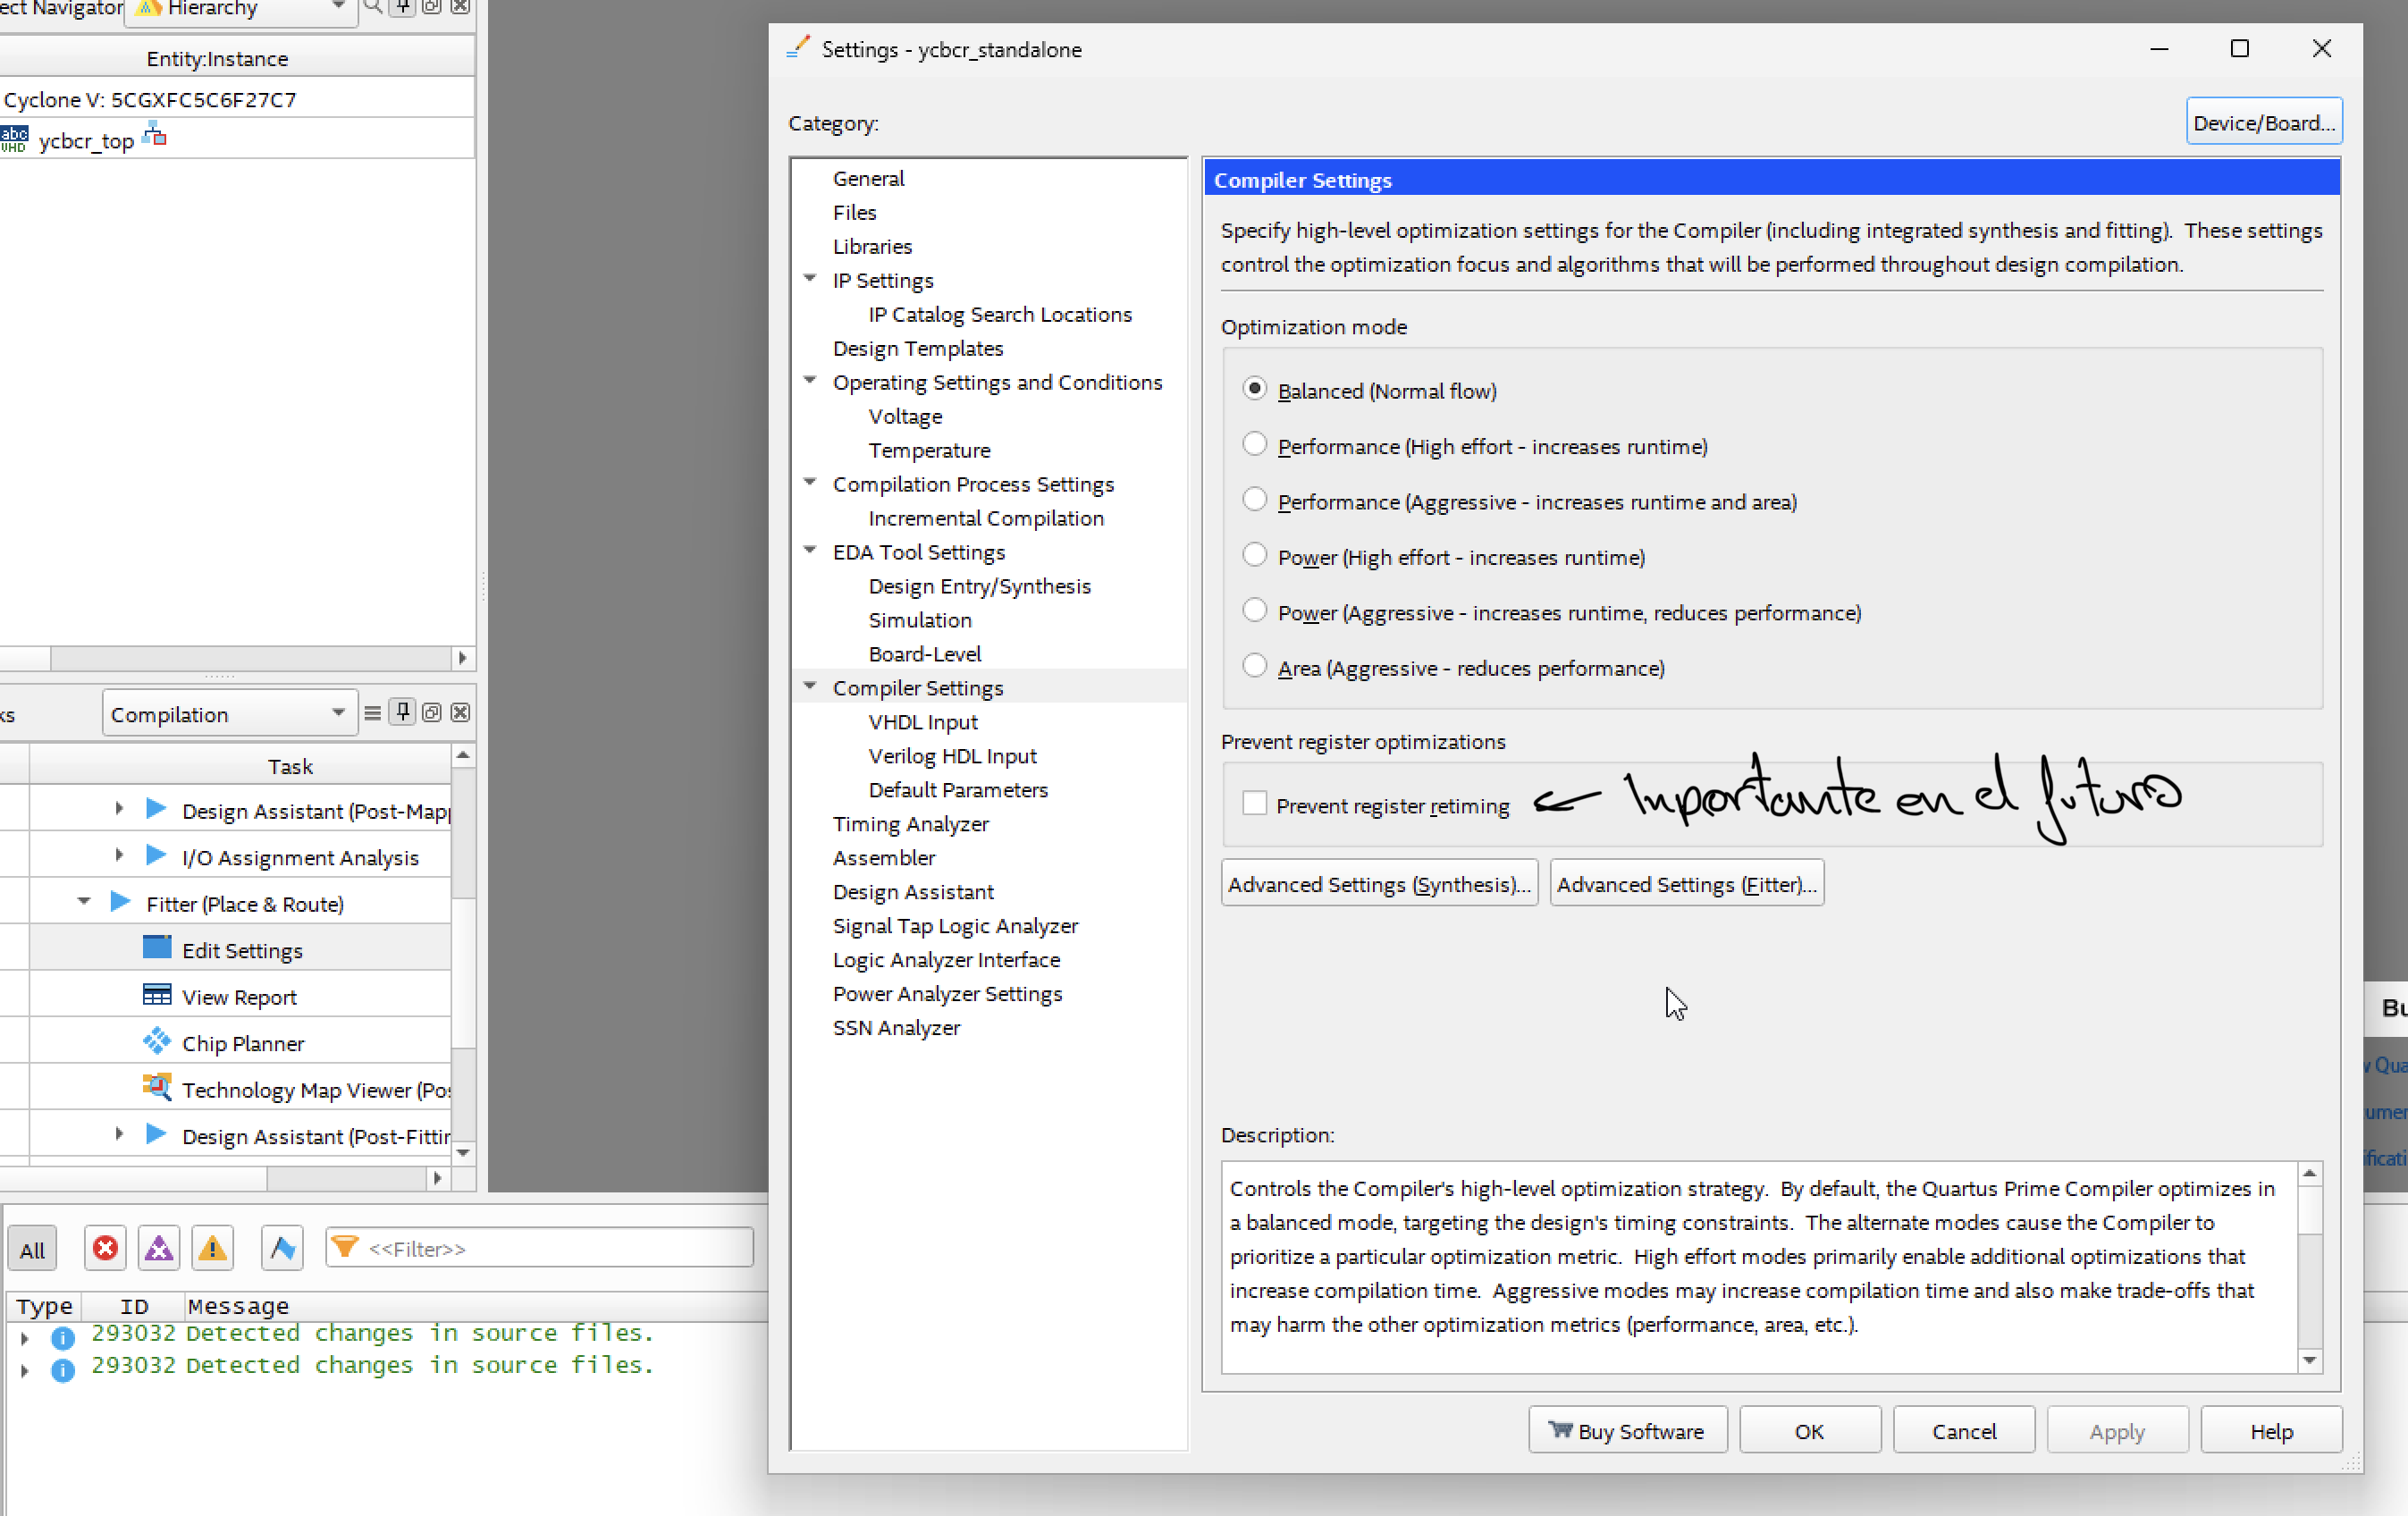 ect Navigator
Hierarchy
Entity:Instance
Cyclone V: 5CGXFC5C6F27C7
abc
VHD
ycbcr_top
Compilation
Task
Design Assistant (Post-Mapp
I/O Assignment Analysis
Fitter (Place & Route)
Edit Settings
View Report
Chip Planner
Technology Map Viewer (Pos
Design Assistant (Post-Fittin
All
<<Filter>>
Type ID Message
293032 Detected changes in source files.
293032 Detected changes in source files.
Settings - ycbcr_standalone
Category:
Device/Board...
General
Files
Libraries
IP Settings
IP Catalog Search Locations
Design Templates
Operating Settings and Conditions
Voltage
Temperature
Compilation Process Settings
Incremental Compilation
EDA Tool Settings
Design Entry/Synthesis
Simulation
Board-Level
Compiler Settings
VHDL Input
Verilog HDL Input
Default Parameters
Timing Analyzer
Assembler
Design Assistant
Signal Tap Logic Analyzer
Logic Analyzer Interface
Power Analyzer Settings
SSN Analyzer
Compiler Settings
Specify high-level optimization settings for the Compiler (including integrated synthesis and fitting). These settings
control the optimization focus and algorithms that will be performed throughout design compilation.
Optimization mode
Balanced (Normal flow)
Performance (High effort - increases runtime)
Performance (Aggressive - increases runtime and area)
Power (High effort - increases runtime)
Power (Aggressive - increases runtime, reduces performance)
Area (Aggressive - reduces performance)
Prevent register optimizations
Prevent register retiming ← Importante en el futuro
Advanced Settings (Synthesis)... Advanced Settings (Fitter)...
Description:
Controls the Compiler's high-level optimization strategy. By default, the Quartus Prime Compiler optimizes in
a balanced mode, targeting the design's timing constraints. The alternate modes cause the Compiler to
prioritize a particular optimization metric. High effort modes primarily enable additional optimizations that
increase compilation time. Aggressive modes may increase compilation time and also make trade-offs that
may harm the other optimization metrics (performance, area, etc.).
Buy Software OK Cancel Apply Help
Bu